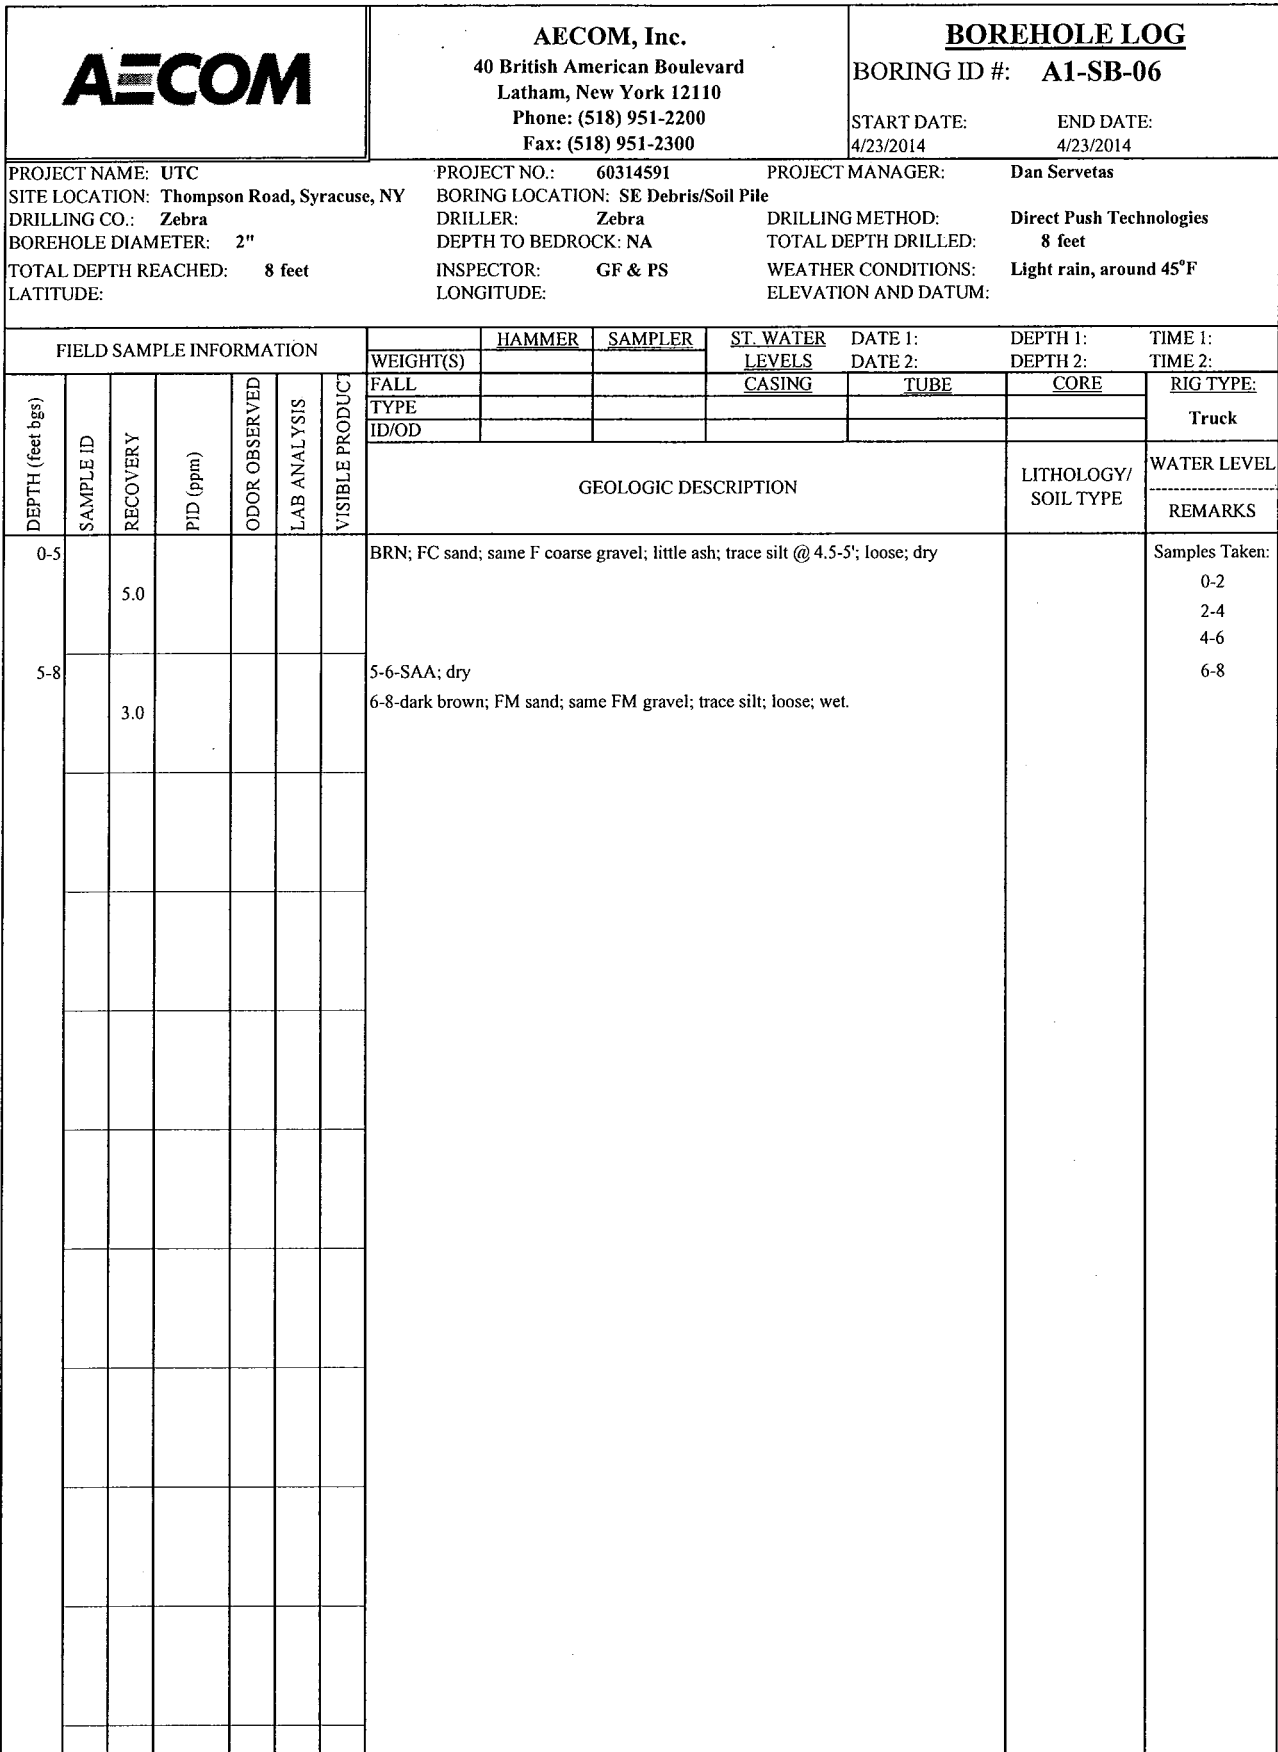 AECOM
AECOM, Inc.
40 British American Boulevard
Latham, New York 12110
Phone: (518) 951-2200
Fax: (518) 951-2300
BOREHOLE LOG
BORING ID #: A1-SB-06
START DATE: END DATE:
4/23/2014 4/23/2014
PROJECT NAME: UTC PROJECT NO.: 60314591 PROJECT MANAGER: Dan Servetas
SITE LOCATION: Thompson Road, Syracuse, NY BORING LOCATION: SE Debris/Soil Pile
DRILLING CO.: Zebra DRILLER: Zebra DRILLING METHOD: Direct Push Technologies
BOREHOLE DIAMETER: 2" DEPTH TO BEDROCK: NA TOTAL DEPTH DRILLED: 8 feet
TOTAL DEPTH REACHED: 8 feet INSPECTOR: GF & PS WEATHER CONDITIONS: Light rain, around 45°F
LATITUDE: LONGITUDE: ELEVATION AND DATUM:
FIELD SAMPLE INFORMATION
HAMMER SAMPLER ST. WATER DATE 1: DEPTH 1: TIME 1:
WEIGHT(S) LEVELS DATE 2: DEPTH 2: TIME 2:
FALL CASING TUBE CORE RIG TYPE:
TYPE Truck
ID/OD
DEPTH (feet bgs)
SAMPLE ID
RECOVERY
PID (ppm)
ODOR OBSERVED
LAB ANALYSIS
VISIBLE PRODUCT
GEOLOGIC DESCRIPTION
LITHOLOGY/
SOIL TYPE
WATER LEVEL
REMARKS
0-5 BRN; FC sand; same F coarse gravel; little ash; trace silt @ 4.5-5'; loose; dry Samples Taken:
0-2
5.0
2-4
4-6
5-8 5-6-SAA; dry 6-8
6-8-dark brown; FM sand; same FM gravel; trace silt; loose; wet.
3.0